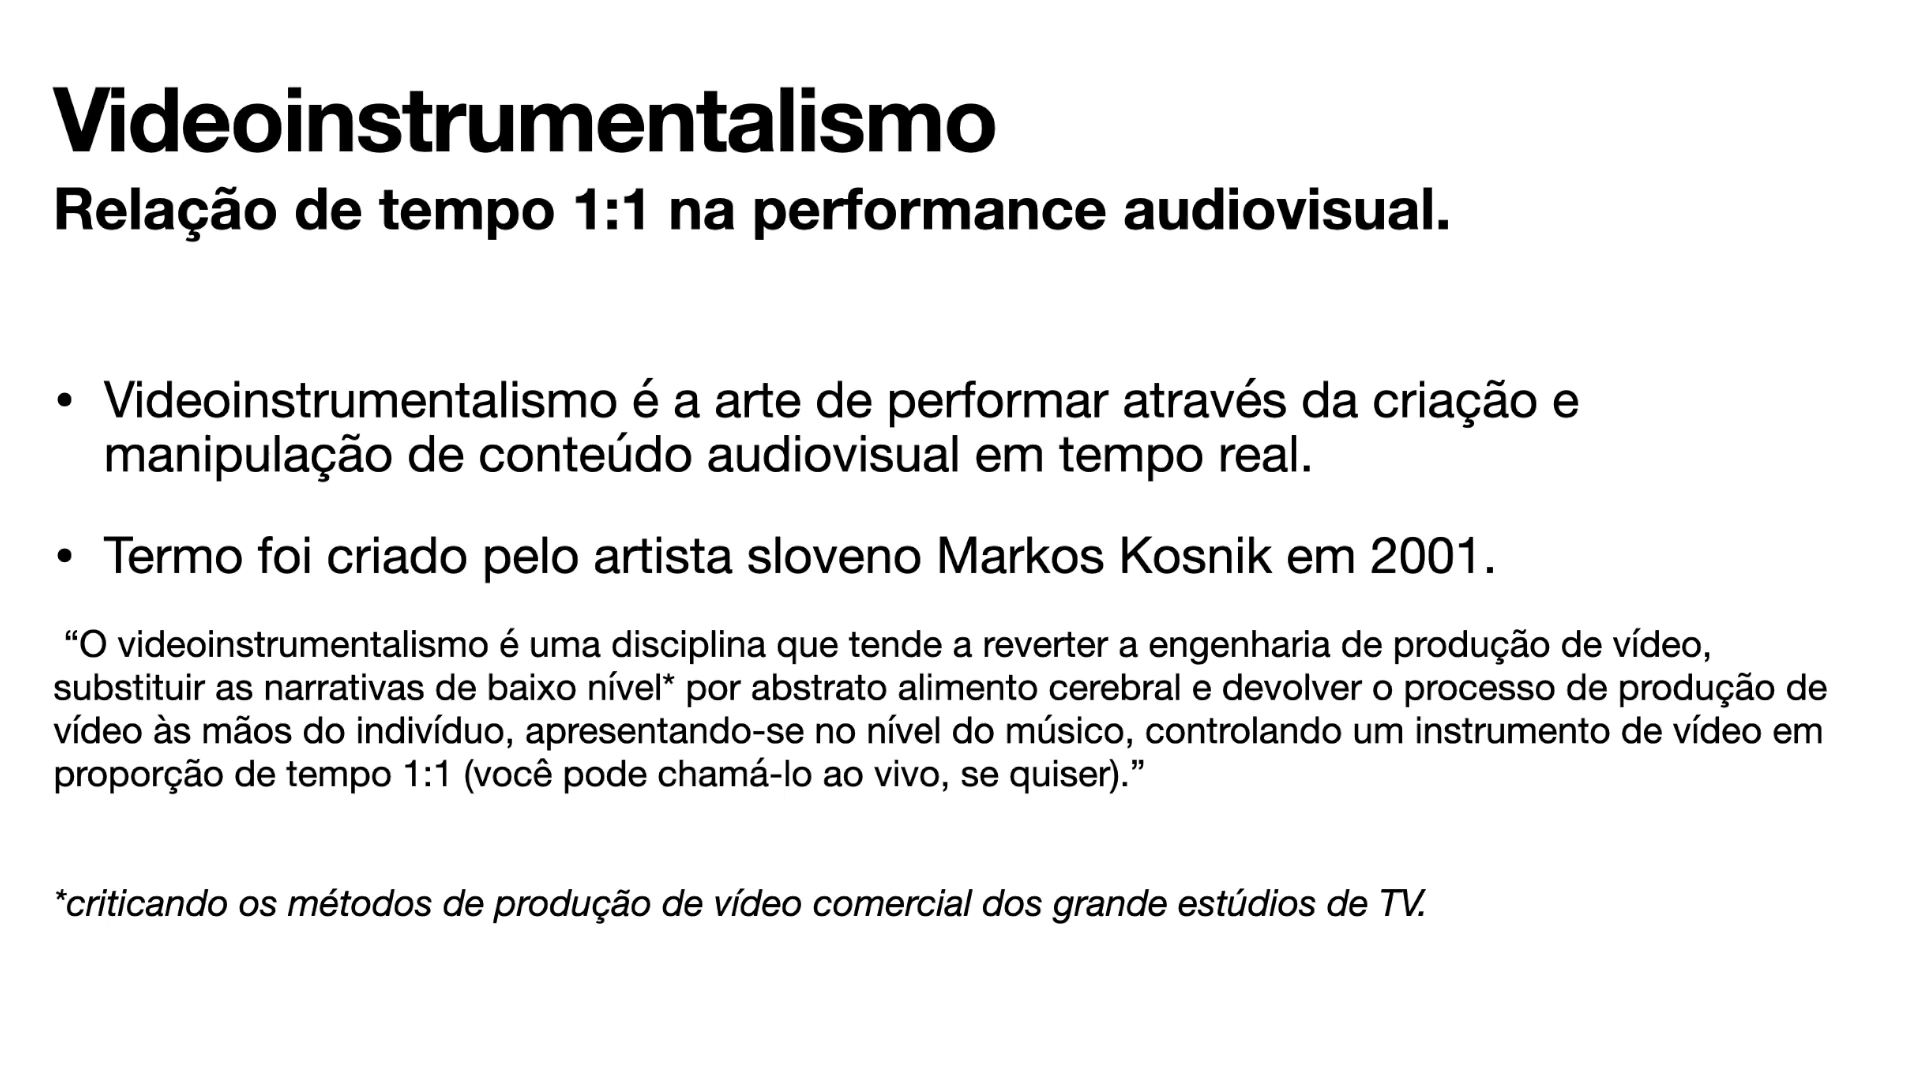 Videoinstrumentalismo
Relação de tempo 1:1 na performance audiovisual.
• Videoinstrumentalismo é a arte de performar através da criação e
manipulação de conteúdo audiovisual em tempo real.
• Termo foi criado pelo artista sloveno Markos Kosnik em 2001.
“O videoinstrumentalismo é uma disciplina que tende a reverter a engenharia de produção de vídeo,
substituir as narrativas de baixo nível* por abstrato alimento cerebral e devolver o processo de produção de
vídeo às mãos do indivíduo, apresentando-se no nível do músico, controlando um instrumento de vídeo em
proporção de tempo 1:1 (você pode chamá-lo ao vivo, se quiser).”
*criticando os métodos de produção de vídeo comercial dos grande estúdios de TV.